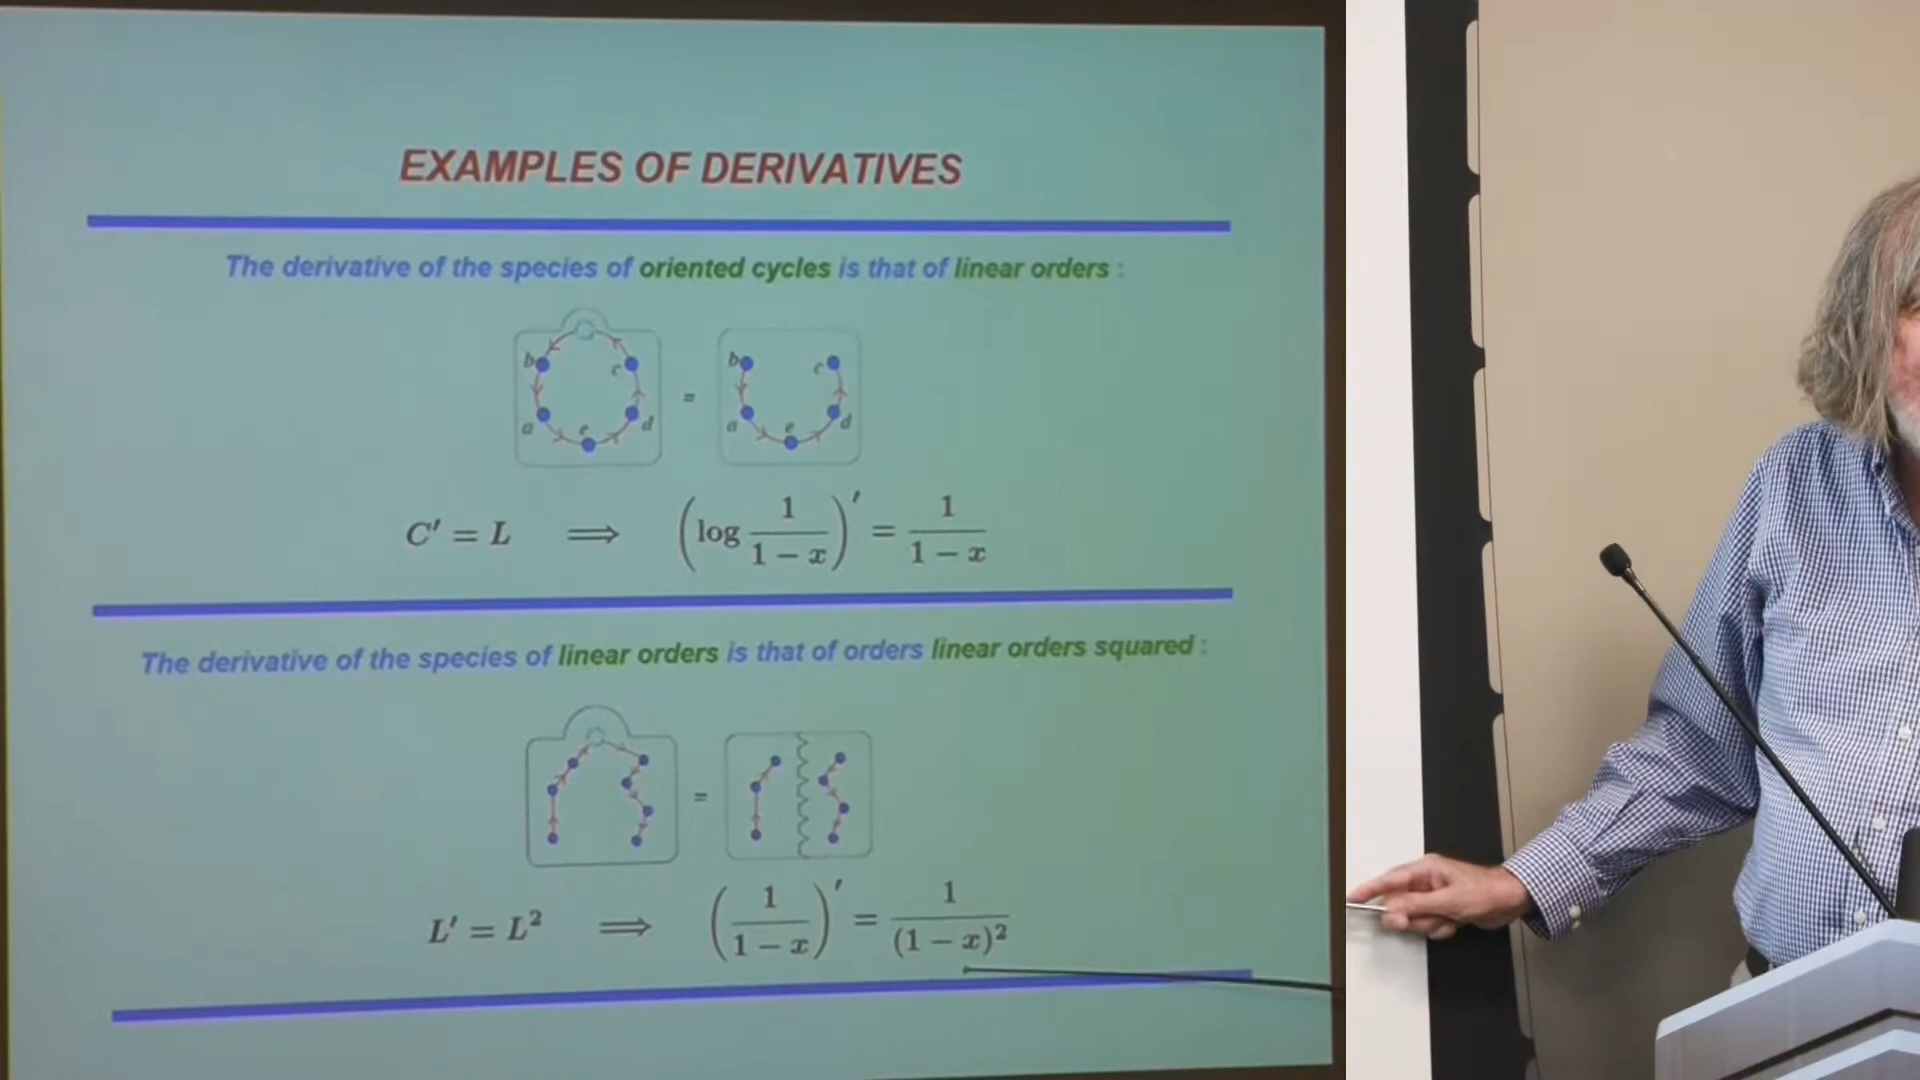 EXAMPLES OF DERIVATIVES
The derivative of the species of oriented cycles is that of linear orders :
b c a e d = b c a e d
C′ = L ⟹ (log 1/(1 − x))′ = 1/(1 − x)
The derivative of the species of linear orders is that of orders linear orders squared :
=
L′ = L² ⟹ (1/(1 − x))′ = 1/(1 − x)²